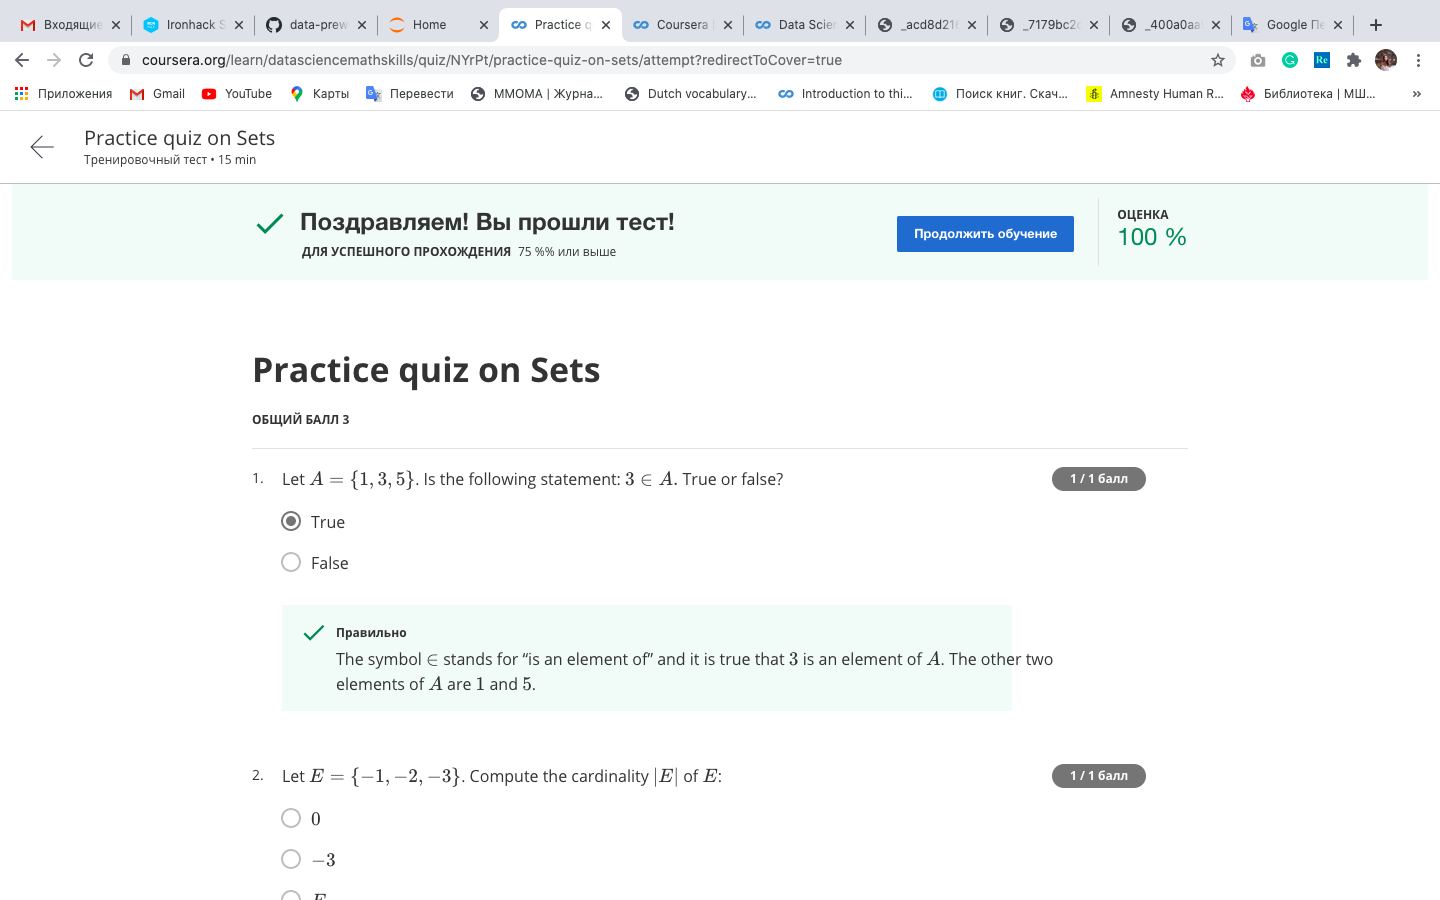 Входящие
Ironhack S
data-prew
Home
Practice q
Coursera
Data Scien
_acd8d216
_7179bc2c
_400a0aa
Google Пе
coursera.org/learn/datasciencemathskills/quiz/NYrPt/practice-quiz-on-sets/attempt?redirectToCover=true
Приложения
Gmail
YouTube
Карты
Перевести
MMOMA | Журна...
Dutch vocabulary...
Introduction to thi...
Поиск книг. Скач...
Amnesty Human R...
Библиотека | МШ...
»
Practice quiz on Sets
Тренировочный тест • 15 min
Поздравляем! Вы прошли тест!
ДЛЯ УСПЕШНОГО ПРОХОЖДЕНИЯ 75 %% или выше
Продолжить обучение
ОЦЕНКА
100 %
Practice quiz on Sets
ОБЩИЙ БАЛЛ 3
1. Let A = {1, 3, 5}. Is the following statement: 3 ∈ A. True or false?
1 / 1 балл
True
False
Правильно
The symbol ∈ stands for “is an element of” and it is true that 3 is an element of A. The other two
elements of A are 1 and 5.
2. Let E = {−1, −2, −3}. Compute the cardinality |E| of E:
1 / 1 балл
0
−3
E